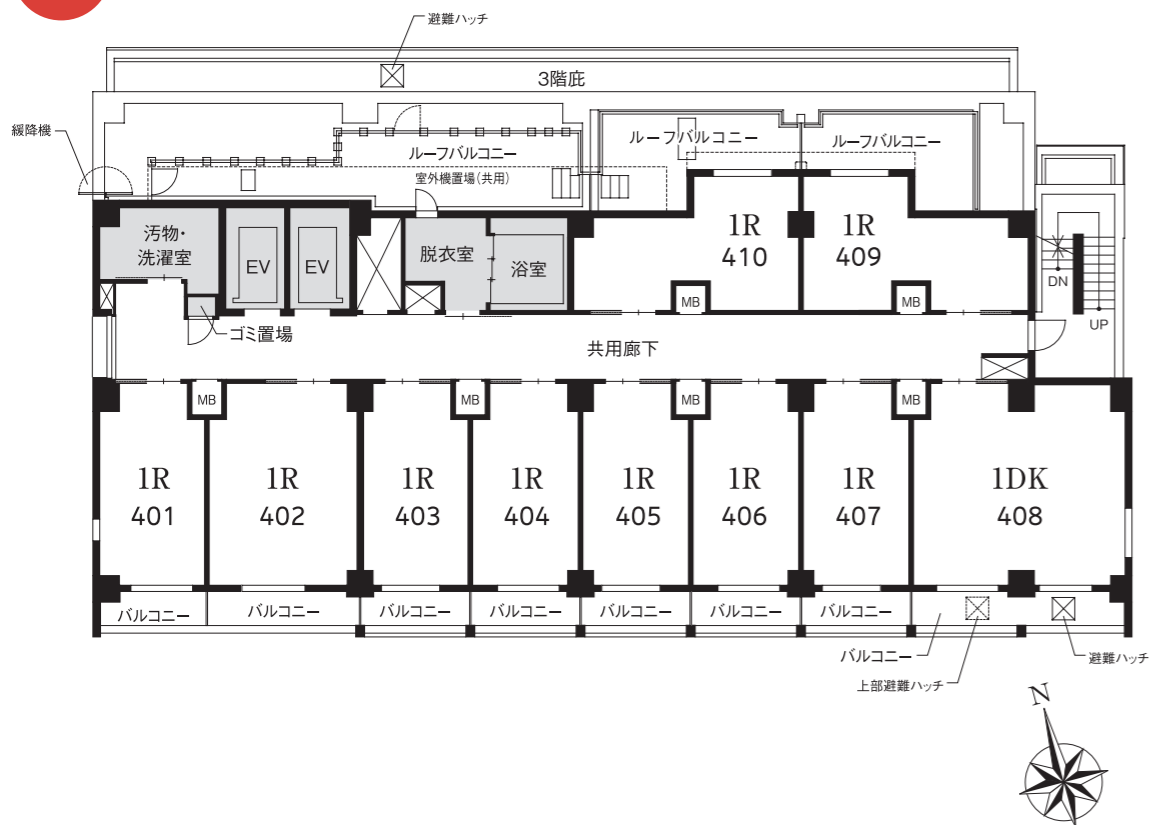 避難ハッチ
3階庇
緩降機
ルーフバルコニー
ルーフバルコニー
ルーフバルコニー
室外機置場(共用)
汚物・
洗濯室
EV
EV
脱衣室
浴室
1R
410
1R
409
MB
MB
DN
UP
ゴミ置場
共用廊下
MB
MB
MB
MB
1R
401
1R
402
1R
403
1R
404
1R
405
1R
406
1R
407
1DK
408
バルコニー
バルコニー
バルコニー
バルコニー
バルコニー
バルコニー
バルコニー
バルコニー
避難ハッチ
上部避難ハッチ
N